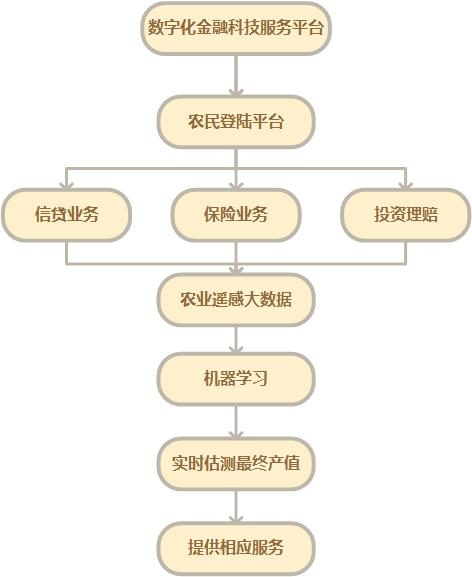 数字化金融科技服务平台
农民登陆平台
信贷业务
保险业务
投资理赔
农业遥感大数据
机器学习
实时估测最终产值
提供相应服务